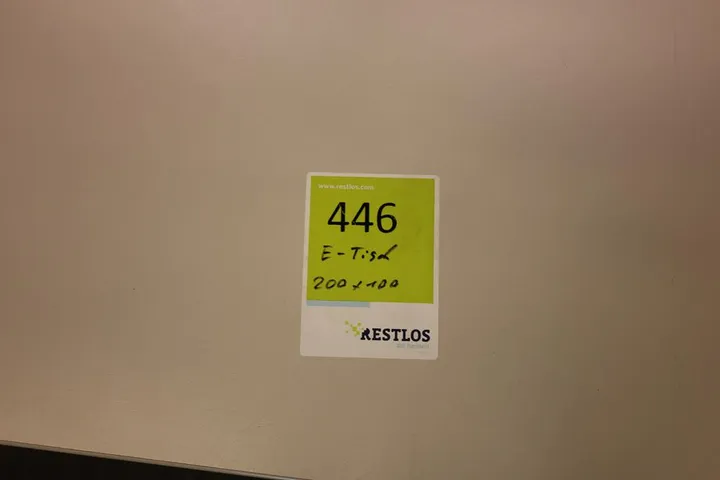 www.restlos.com
446
E-Tisch
200 x 100
RESTLOS